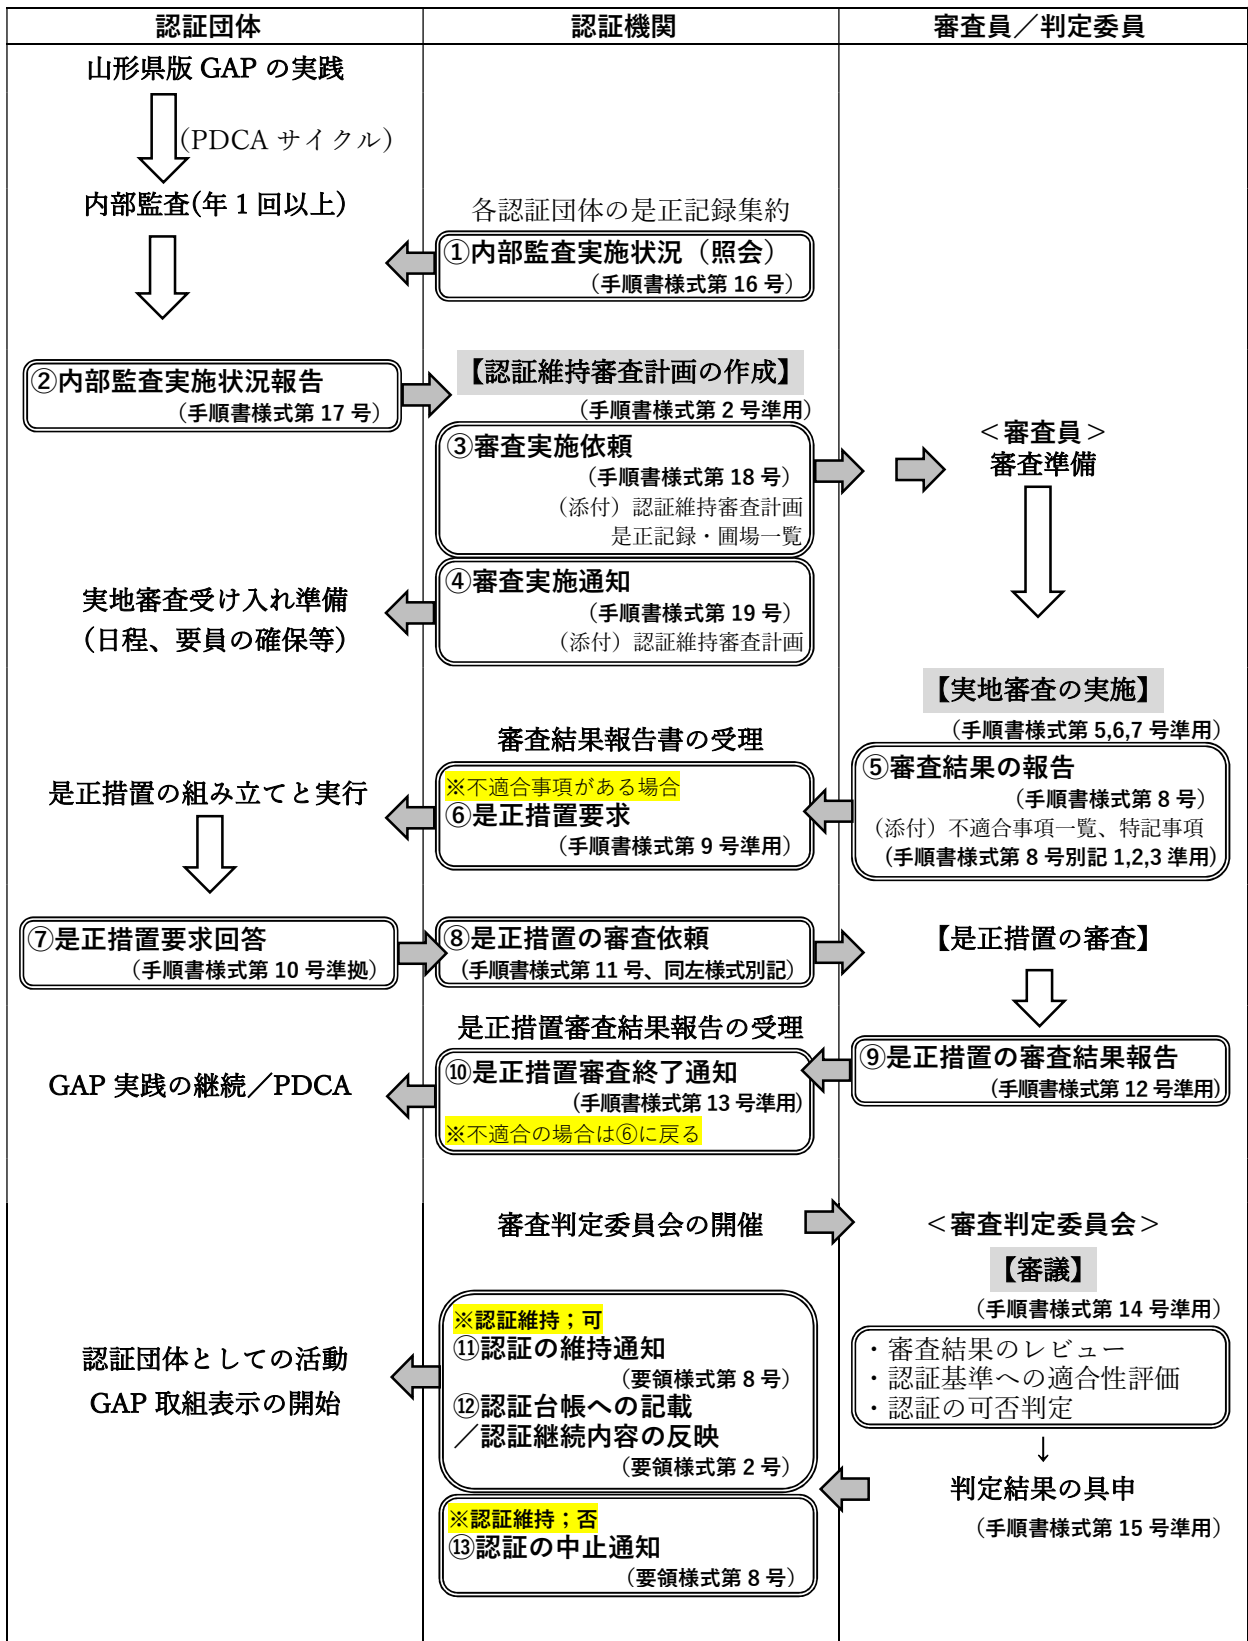 認証団体
認証機関
審査員／判定委員
山形県版 GAP の実践
(PDCA サイクル)
内部監査(年 1 回以上)
各認証団体の是正記録集約
①内部監査実施状況（照会）
（手順書様式第 16 号）
②内部監査実施状況報告
（手順書様式第 17 号）
【認証維持審査計画の作成】
（手順書様式第 2 号準用）
③審査実施依頼
（手順書様式第 18 号）
（添付）認証維持審査計画
是正記録・圃場一覧
＜審査員＞
審査準備
④審査実施通知
（手順書様式第 19 号）
（添付）認証維持審査計画
実地審査受け入れ準備
（日程、要員の確保等）
【実地審査の実施】
（手順書様式第 5,6,7 号準用）
審査結果報告書の受理
⑤審査結果の報告
（手順書様式第 8 号）
（添付）不適合事項一覧、特記事項
（手順書様式第 8 号別記 1,2,3 準用）
※不適合事項がある場合
⑥是正措置要求
（手順書様式第 9 号準用）
是正措置の組み立てと実行
⑦是正措置要求回答
（手順書様式第 10 号準拠）
⑧是正措置の審査依頼
（手順書様式第 11 号、同左様式別記）
【是正措置の審査】
是正措置審査結果報告の受理
⑨是正措置の審査結果報告
（手順書様式第 12 号準用）
⑩是正措置審査終了通知
（手順書様式第 13 号準用）
※不適合の場合は⑥に戻る
GAP 実践の継続／PDCA
審査判定委員会の開催
＜審査判定委員会＞
【審議】
（手順書様式第 14 号準用）
・審査結果のレビュー
・認証基準への適合性評価
・認証の可否判定
↓
判定結果の具申
（手順書様式第 15 号準用）
※認証維持；可
⑪認証の維持通知
（要領様式第 8 号）
⑫認証台帳への記載
／認証継続内容の反映
（要領様式第 2 号）
認証団体としての活動
GAP 取組表示の開始
※認証維持；否
⑬認証の中止通知
（要領様式第 8 号）